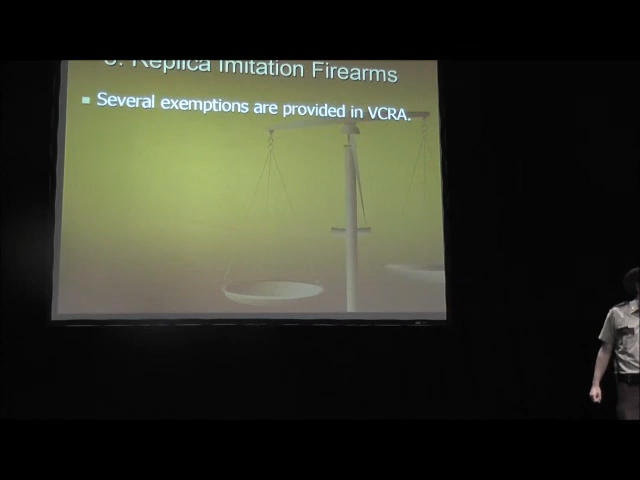 Replica Imitation Firearms
Several exemptions are provided in VCRA.